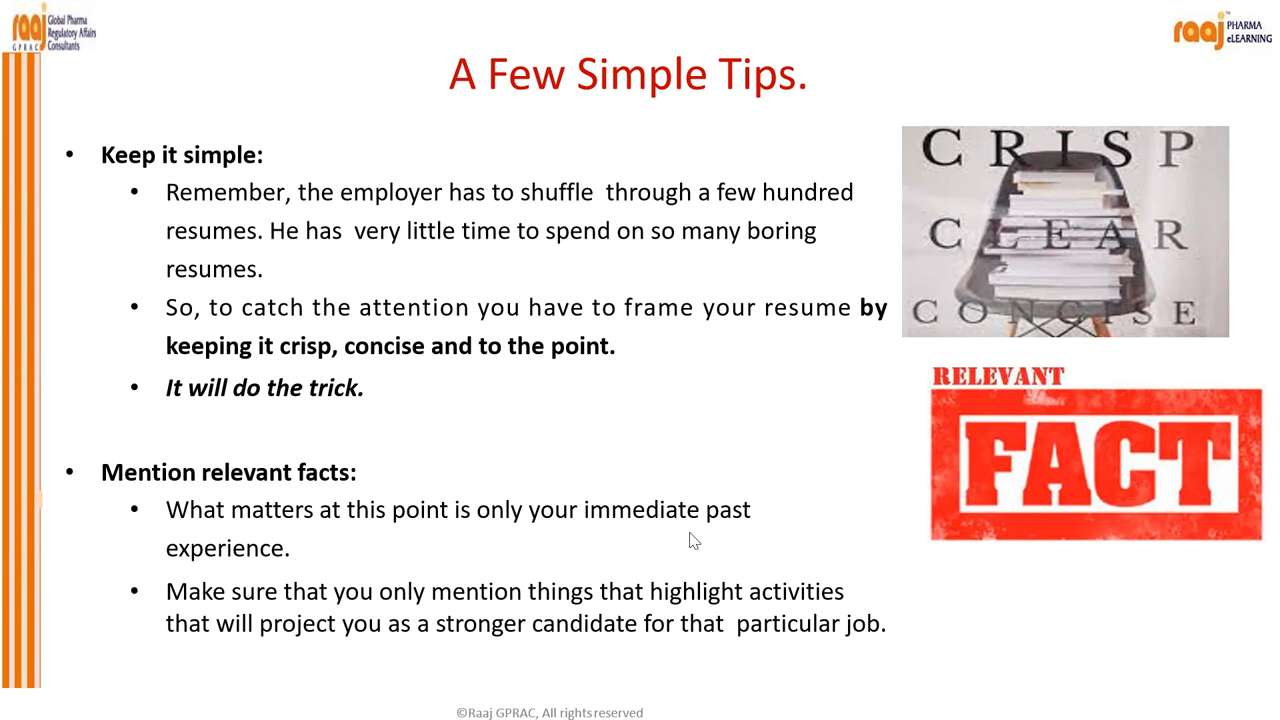 raaj
Global Pharma
Regulatory Affairs
Consultants
GPRAC
raaj
PHARMA
eLEARNING
A Few Simple Tips.
• Keep it simple:
• Remember, the employer has to shuffle through a few hundred
resumes. He has very little time to spend on so many boring
resumes.
• So, to catch the attention you have to frame your resume by
keeping it crisp, concise and to the point.
• It will do the trick.
CRISP
CLEAR
CONCISE
RELEVANT
FACT
• Mention relevant facts:
• What matters at this point is only your immediate past
experience.
• Make sure that you only mention things that highlight activities
that will project you as a stronger candidate for that particular job.
©Raaj GPRAC, All rights reserved